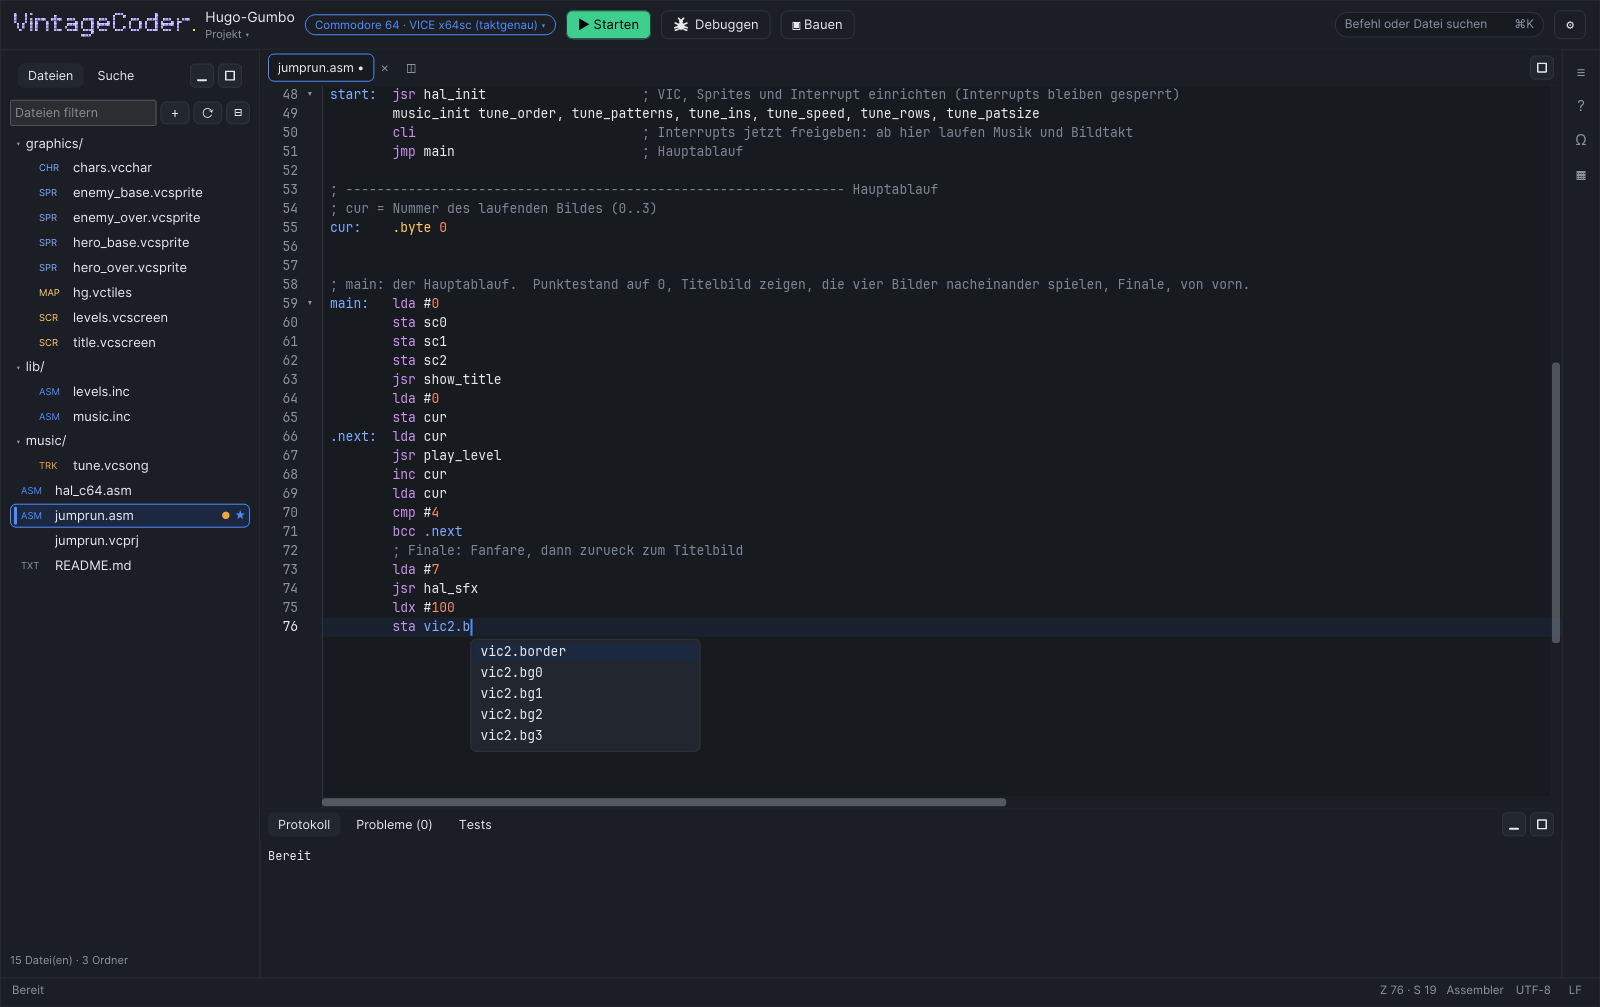 VintageCoder.
Hugo-Gumbo
Projekt
Commodore 64 · VICE x64sc (taktgenau)
Starten
Debuggen
Bauen
Befehl oder Datei suchen ⌘K
Dateien Suche
Dateien filtern
graphics/
CHR chars.vcchar
SPR enemy_base.vcsprite
SPR enemy_over.vcsprite
SPR hero_base.vcsprite
SPR hero_over.vcsprite
MAP hg.vctiles
SCR levels.vcscreen
SCR title.vcscreen
lib/
ASM levels.inc
ASM music.inc
music/
TRK tune.vcsong
ASM hal_c64.asm
ASM jumprun.asm
jumprun.vcprj
TXT README.md
15 Datei(en) · 3 Ordner
jumprun.asm • ×
48 start: jsr hal_init ; VIC, Sprites und Interrupt einrichten (Interrupts bleiben gesperrt)
49 music_init tune_order, tune_patterns, tune_ins, tune_speed, tune_rows, tune_patsize
50 cli ; Interrupts jetzt freigeben: ab hier laufen Musik und Bildtakt
51 jmp main ; Hauptablauf
52
53 ; ---------------------------------------------------------------- Hauptablauf
54 ; cur = Nummer des laufenden Bildes (0..3)
55 cur: .byte 0
56
57
58 ; main: der Hauptablauf.  Punktestand auf 0, Titelbild zeigen, die vier Bilder nacheinander spielen, Finale, von vorn.
59 main: lda #0
60 sta sc0
61 sta sc1
62 sta sc2
63 jsr show_title
64 lda #0
65 sta cur
66 .next: lda cur
67 jsr play_level
68 inc cur
69 lda cur
70 cmp #4
71 bcc .next
72 ; Finale: Fanfare, dann zurueck zum Titelbild
73 lda #7
74 jsr hal_sfx
75 ldx #100
76 sta vic2.b
vic2.border
vic2.bg0
vic2.bg1
vic2.bg2
vic2.bg3
Protokoll Probleme (0) Tests
Bereit
Bereit
Z 76 · S 19 Assembler UTF-8 LF